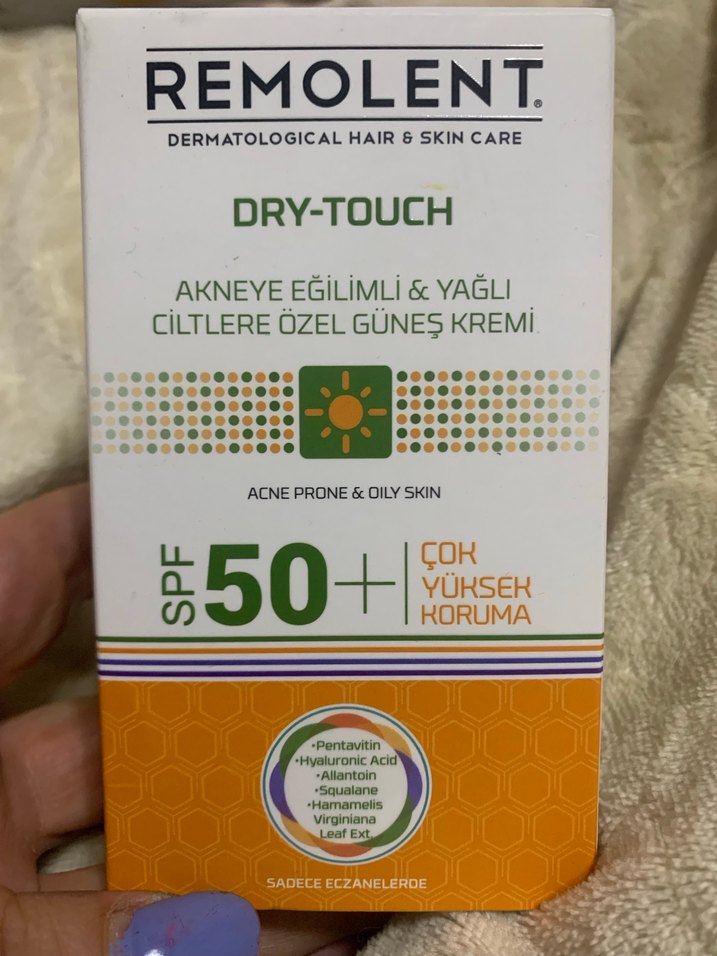 REMOLENT®
DERMATOLOGICAL HAIR & SKIN CARE
DRY-TOUCH
AKNEYE EĞİLİMLİ & YAĞLI
CİLTLERE ÖZEL GÜNEŞ KREMİ
ACNE PRONE & OILY SKIN
SPF 50+
ÇOK
YÜKSEK
KORUMA
•Pentavitin
•Hyaluronic Acid
•Allantoin
•Squalane
•Hamamelis
Virginiana
Leaf Ext.
SADECE ECZANELERDE